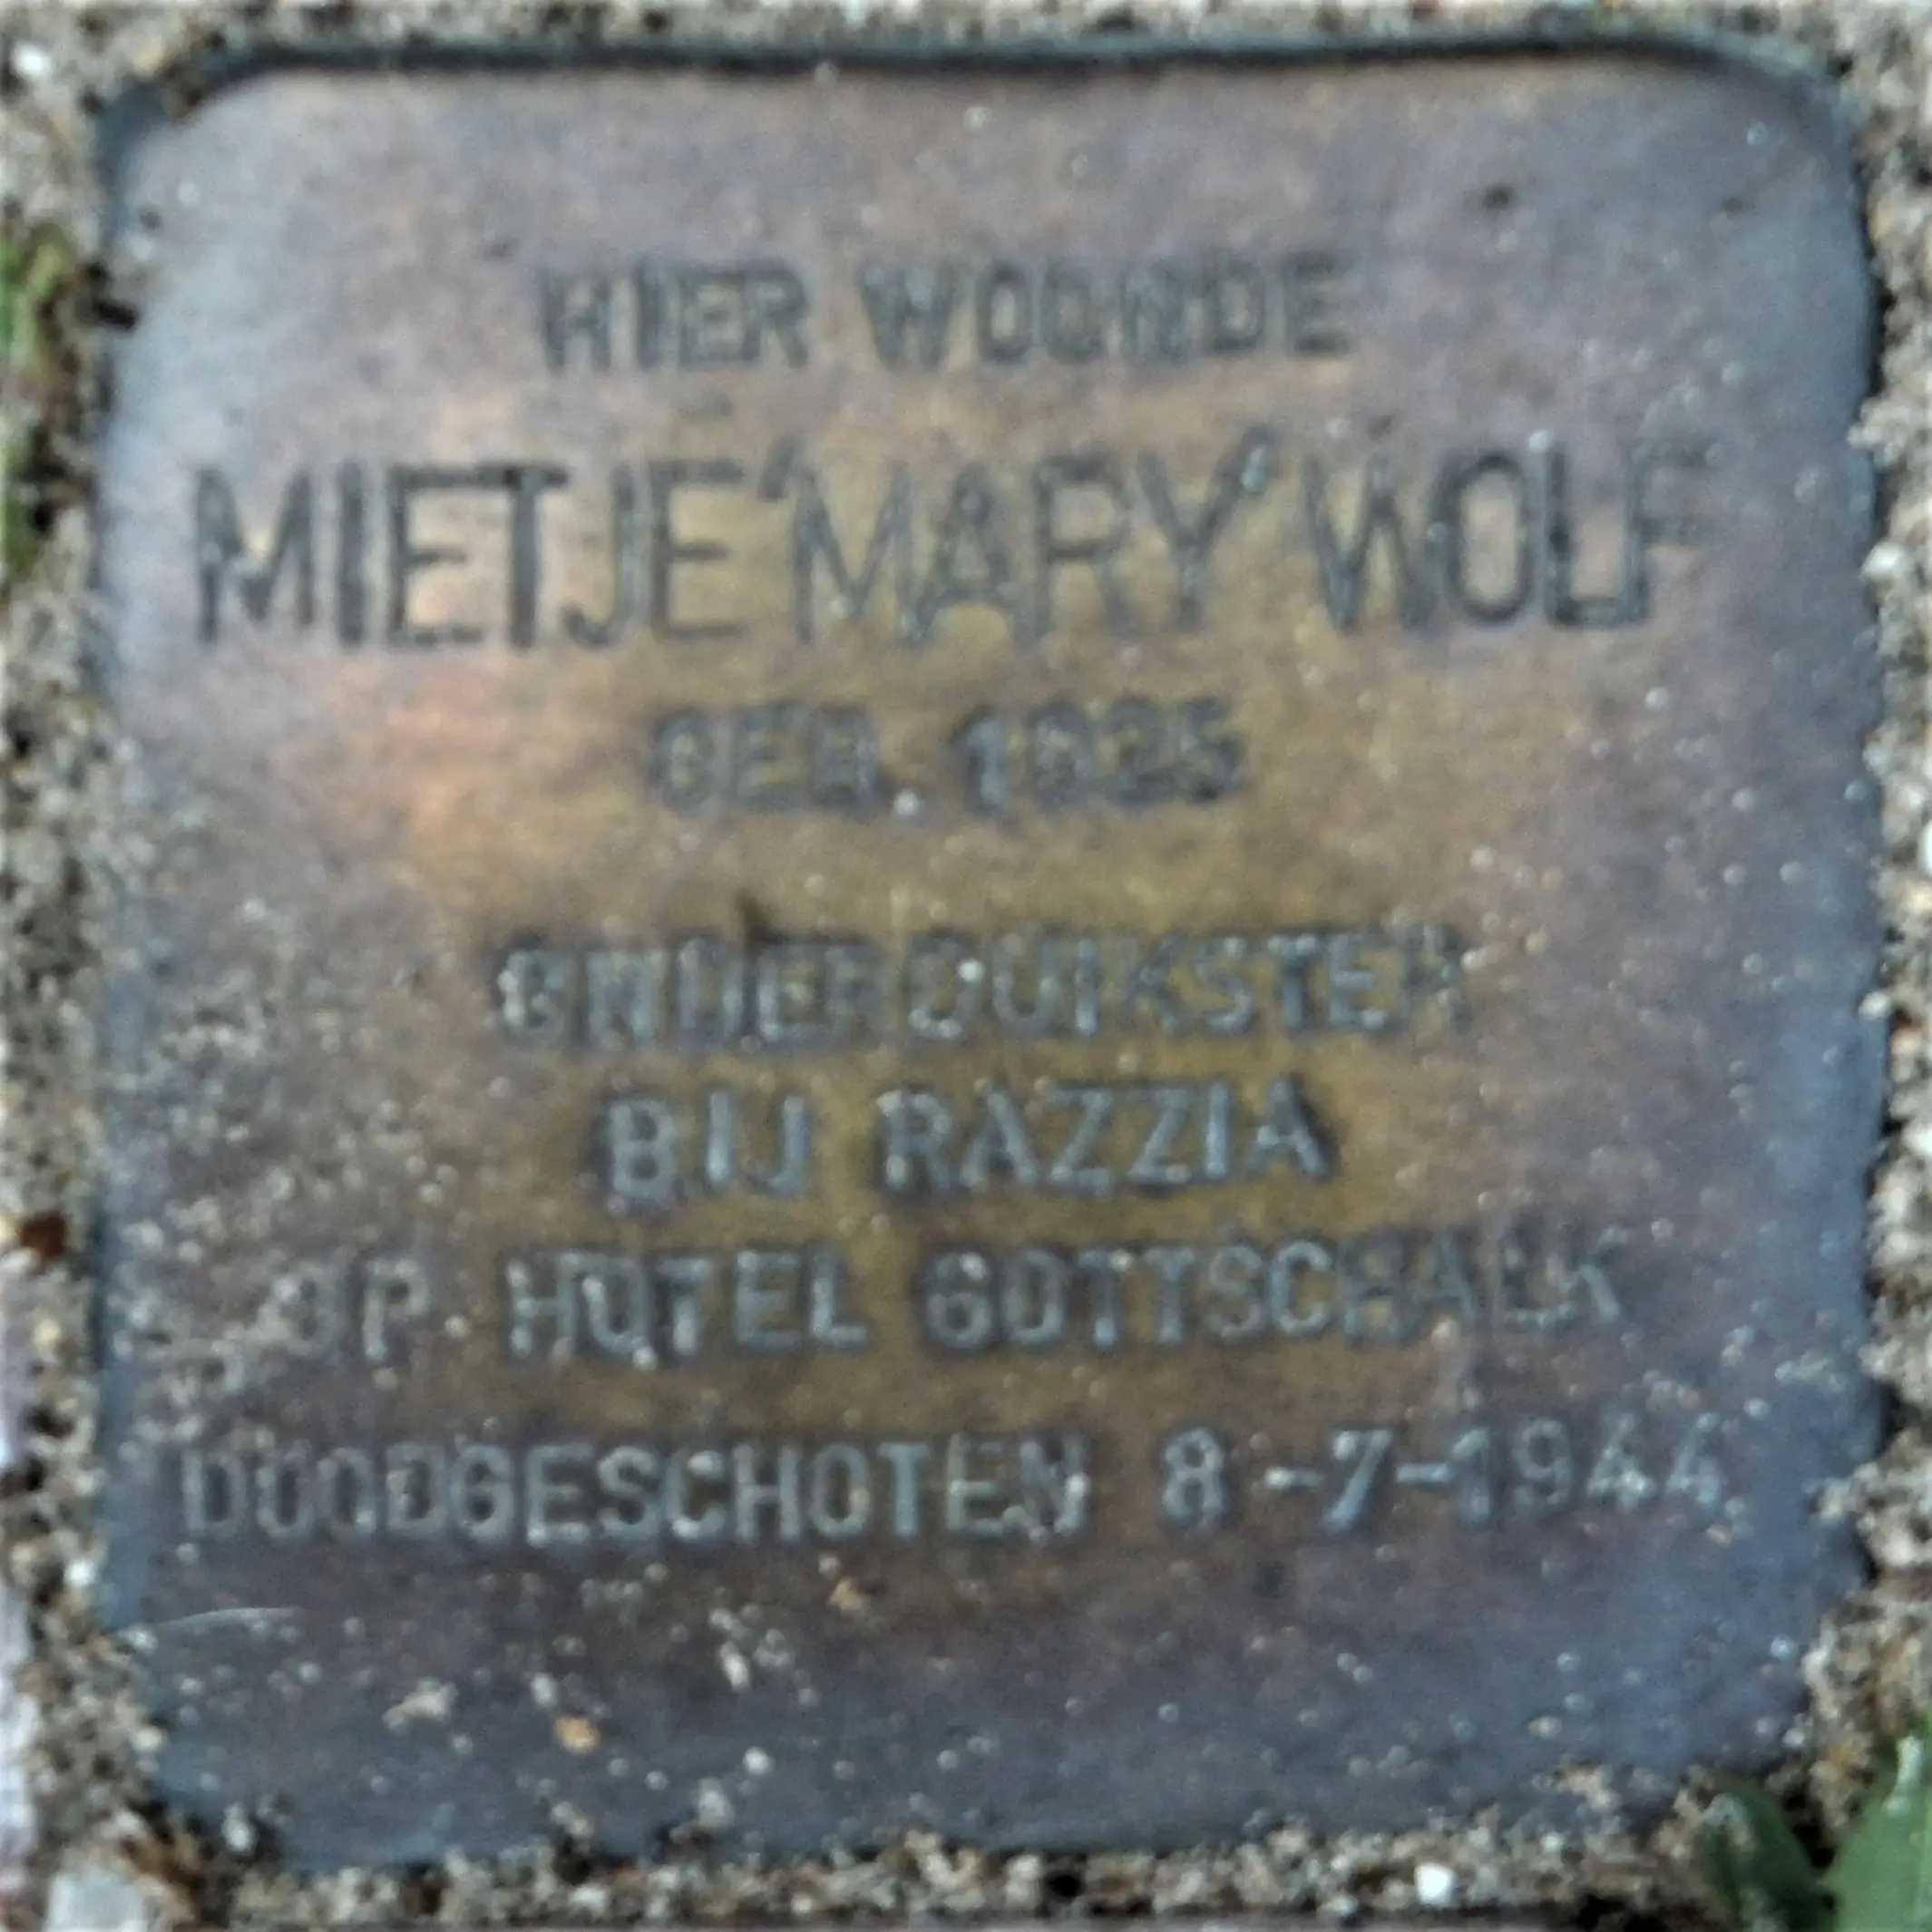 HIER WOONDE
MIETJE 'MARY' WOLF
GEB. 1925
ONDERDUIKSTER
BIJ RAZZIA
OP HOTEL GOTTSCHALK
DOODGESCHOTEN 8-7-1944